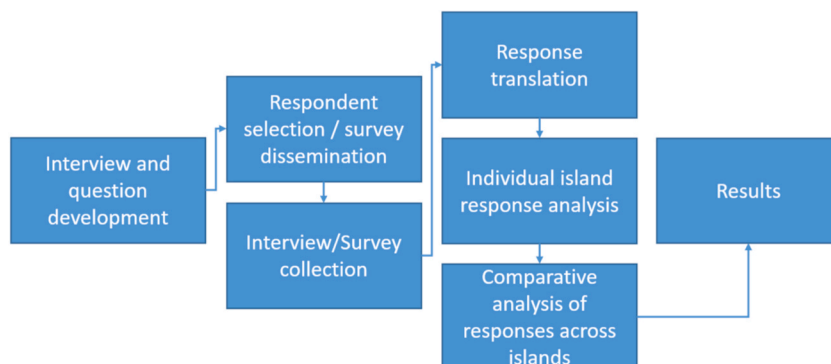 Interview and
question
development
Respondent
selection / survey
dissemination
Interview/Survey
collection
Response
translation
Individual island
response analysis
Comparative
analysis of
responses across
islands
Results